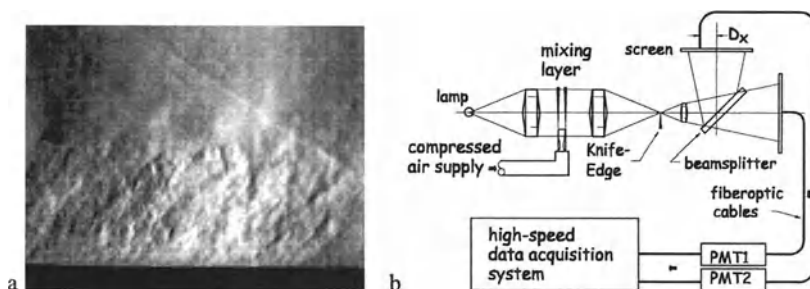 a
b
lamp
mixing
layer
compressed
air supply
screen
Dx
Knife-
Edge
beamsplitter
fiberoptic
cables
high-speed
data acquisition
system
PMT1
PMT2